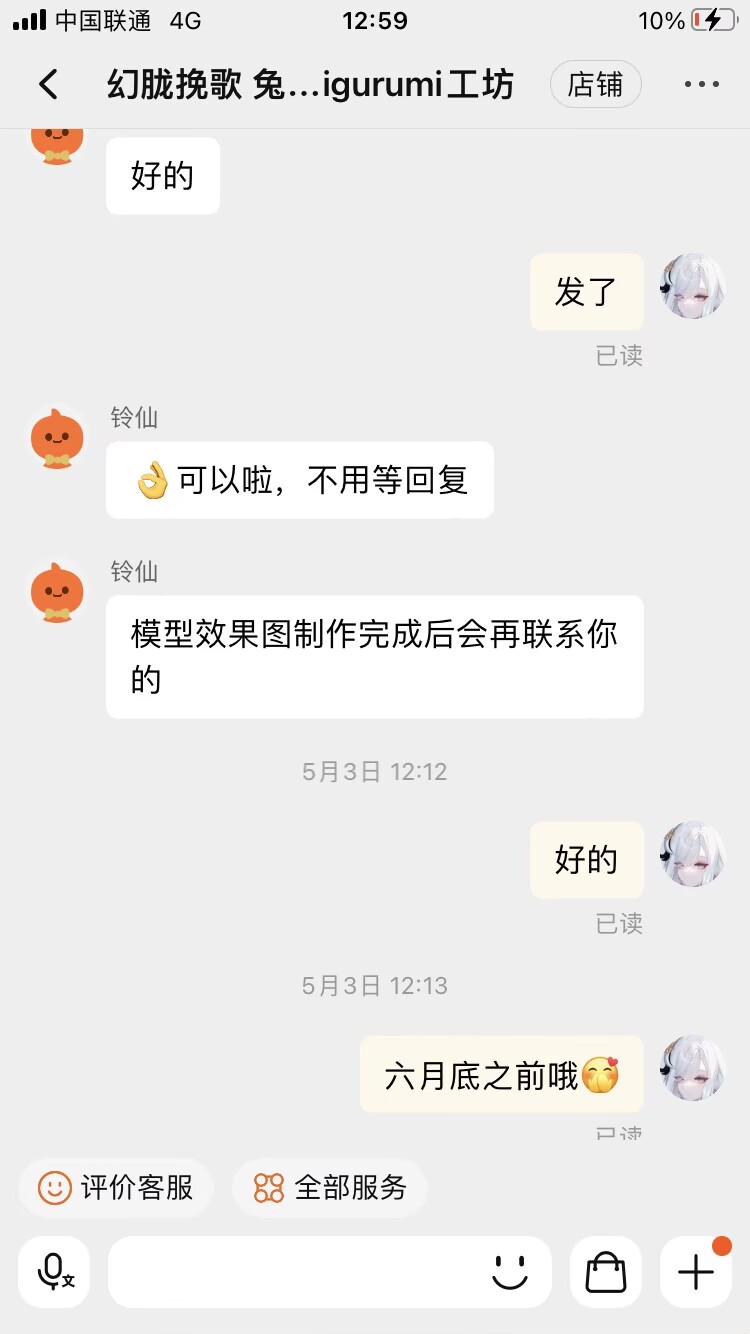 中国联通 4G 12:59 10%
幻胧挽歌 兔...igurumi工坊 店铺
好的
发了
已读
铃仙
👌可以啦，不用等回复
铃仙
模型效果图制作完成后会再联系你
的
5月3日 12:12
好的
已读
5月3日 12:13
六月底之前哦🥰
已读
评价客服 全部服务
文